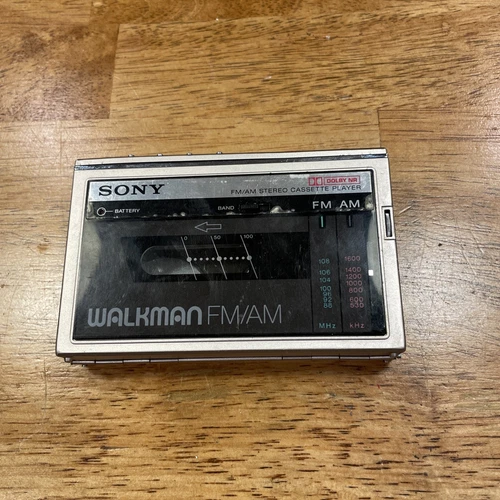 SONY
DOLBY NR
FM/AM STEREO CASSETTE PLAYER
BATTERY
BAND
FM AM
0 50 100
108 1600
106 1400
104 1200
100 1000
96 800
92 600
88 530
MHz kHz
WALKMAN FM/AM